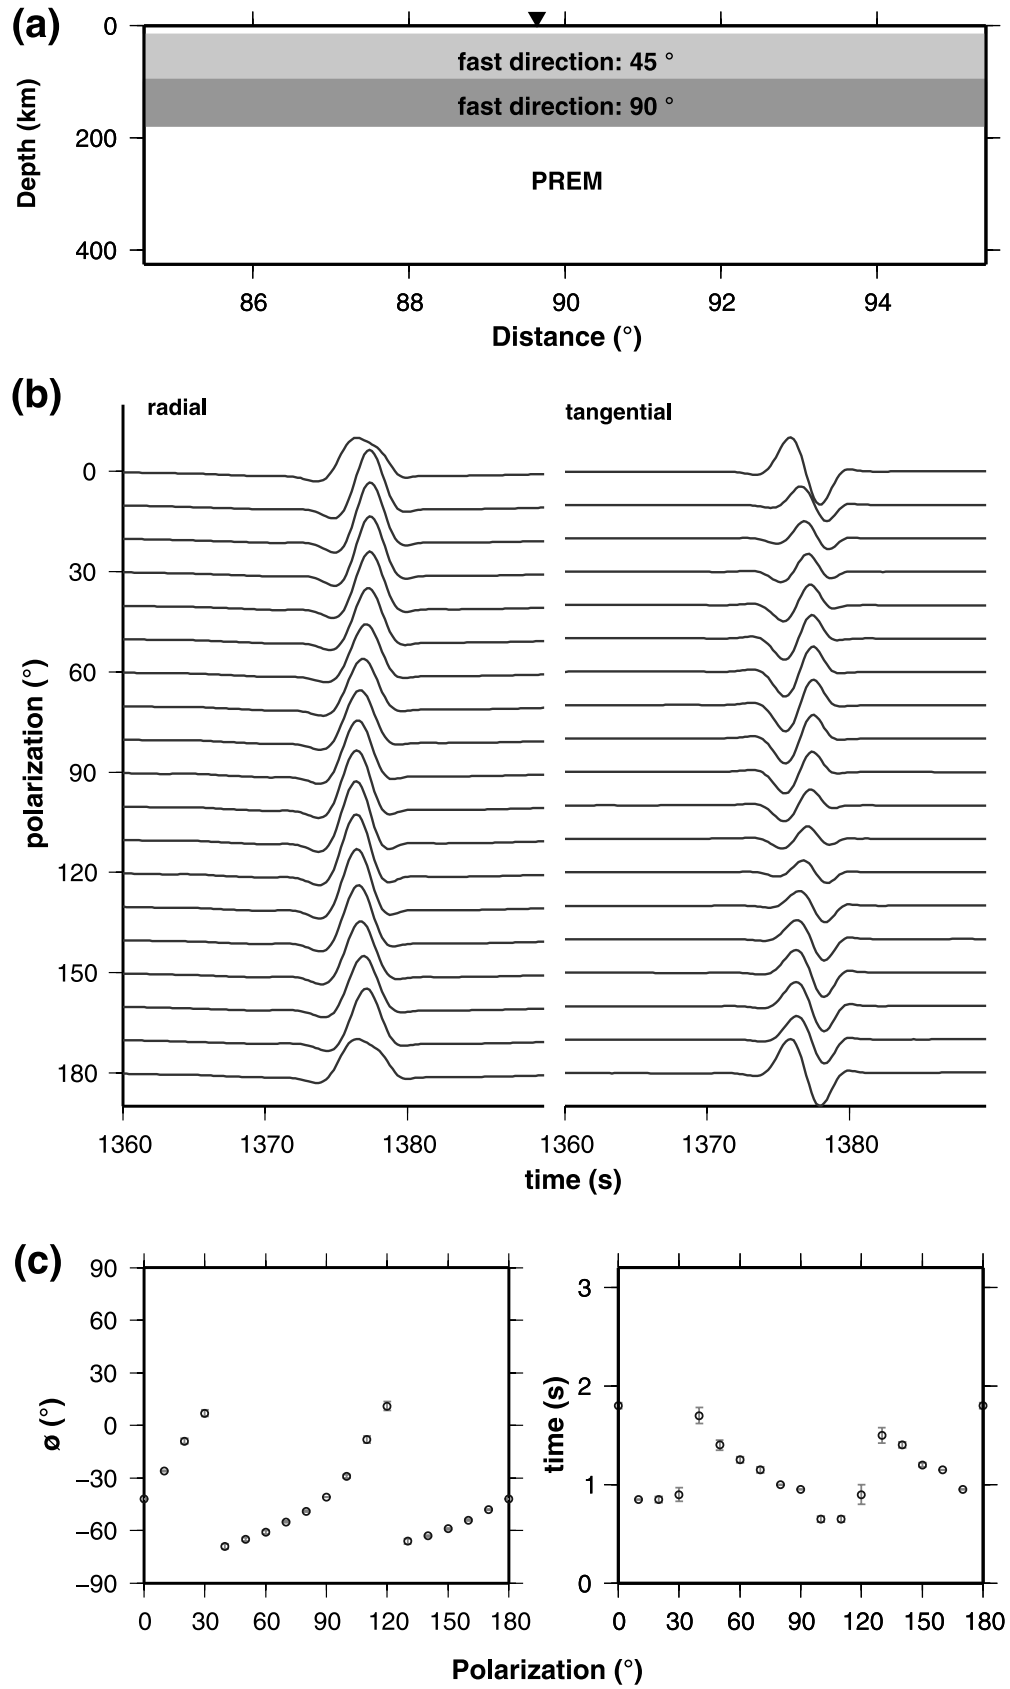 (a)
0
200
400
Depth (km)
fast direction: 45 °
fast direction: 90 °
PREM
86 88 90 92 94
Distance (°)
(b)
radial
tangential
0
30
60
90
120
150
180
polarization (°)
1360 1370 1380
1360 1370 1380
time (s)
(c)
90
60
30
0
−30
−60
−90
ø (°)
0 30 60 90 120 150 180
3
2
1
0
time (s)
0 30 60 90 120 150 180
Polarization (°)